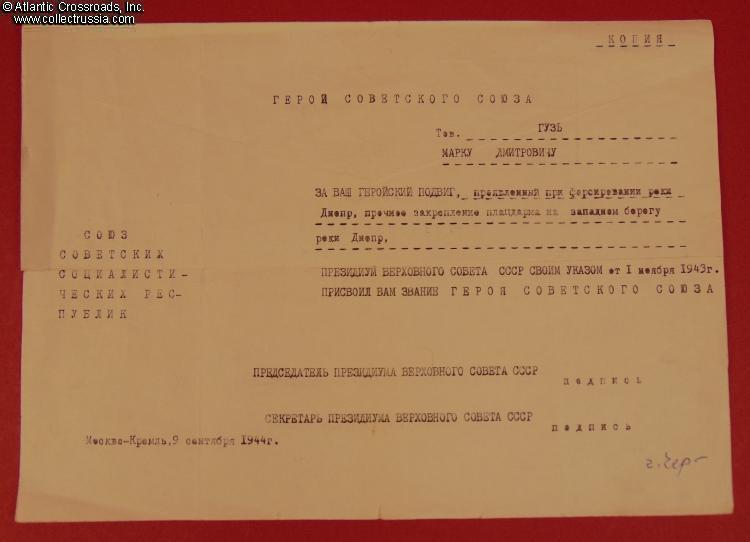 © Atlantic Crossroads, Inc.
www.collectrussia.com
КОПИЯ
ГЕРОЙ СОВЕТСКОГО СОЮЗА
Тов. ГУЗЬ
МАРКУ ДМИТРОВИЧУ
ЗА ВАШ ГЕРОЙСКИЙ ПОДВИГ, проявленный при форсировании реки
Днепр, прочное закрепление плацдарма на западном берегу
реки Днепр,
ПРЕЗИДИУМ ВЕРХОВНОГО СОВЕТА СССР СВОИМ УКАЗОМ от I ноября 1943г.
ПРИСВОИЛ ВАМ ЗВАНИЕ ГЕРОЯ СОВЕТСКОГО СОЮЗА
СОЮЗ
СОВЕТСКИХ
СОЦИАЛИСТИ-
ЧЕСКИХ РЕС-
ПУБЛИК
ПРЕДСЕДАТЕЛЬ ПРЕЗИДИУМА ВЕРХОВНОГО СОВЕТА СССР подпись
СЕКРЕТАРЬ ПРЕЗИДИУМА ВЕРХОВНОГО СОВЕТА СССР подпись
Москва-Кремль, 9 сентября 1944г.